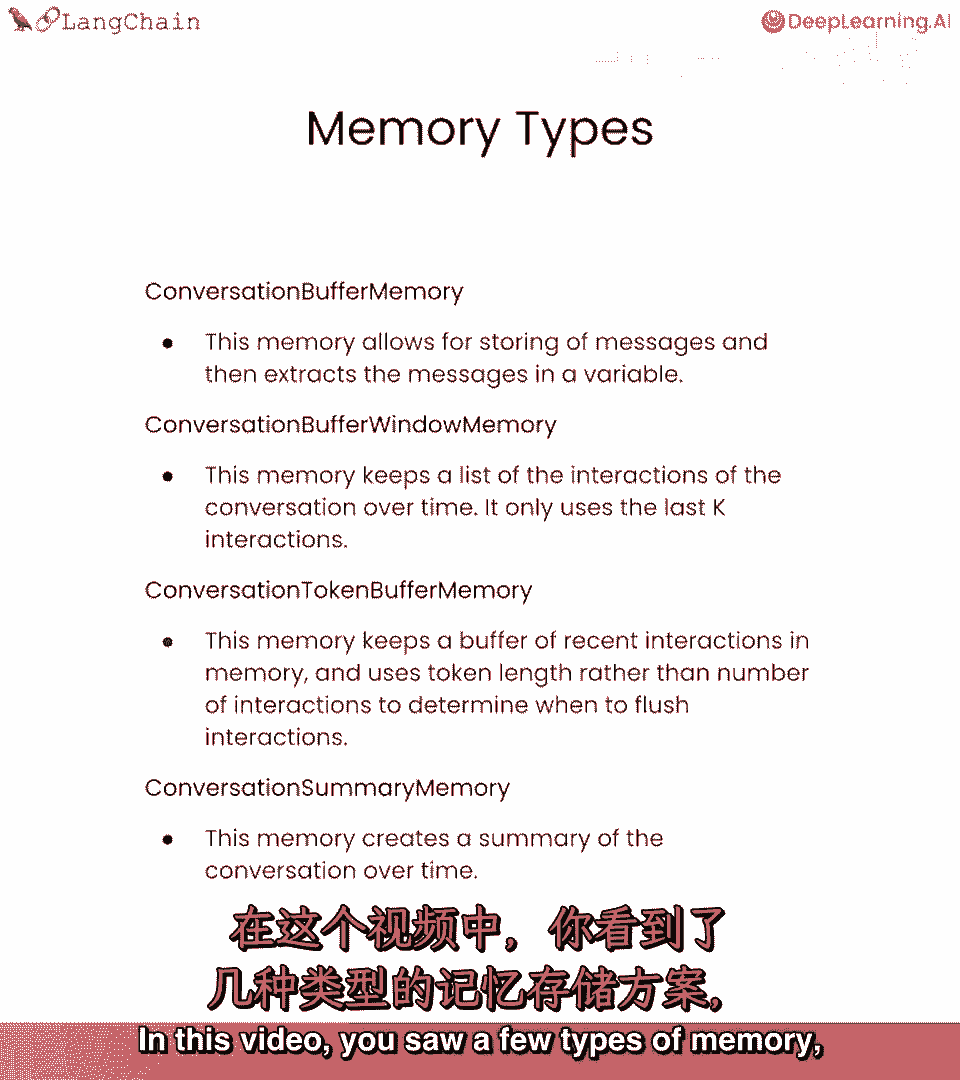 LangChain
DeepLearning.AI
Memory Types
ConversationBufferMemory
● This memory allows for storing of messages and
then extracts the messages in a variable.
ConversationBufferWindowMemory
● This memory keeps a list of the interactions of the
conversation over time. It only uses the last K
interactions.
ConversationTokenBufferMemory
● This memory keeps a buffer of recent interactions in
memory, and uses token length rather than number
of interactions to determine when to flush
interactions.
ConversationSummaryMemory
● This memory creates a summary of the
conversation over time.
在这个视频中，你看到了
几种类型的记忆存储方案，
In this video, you saw a few types of memory,